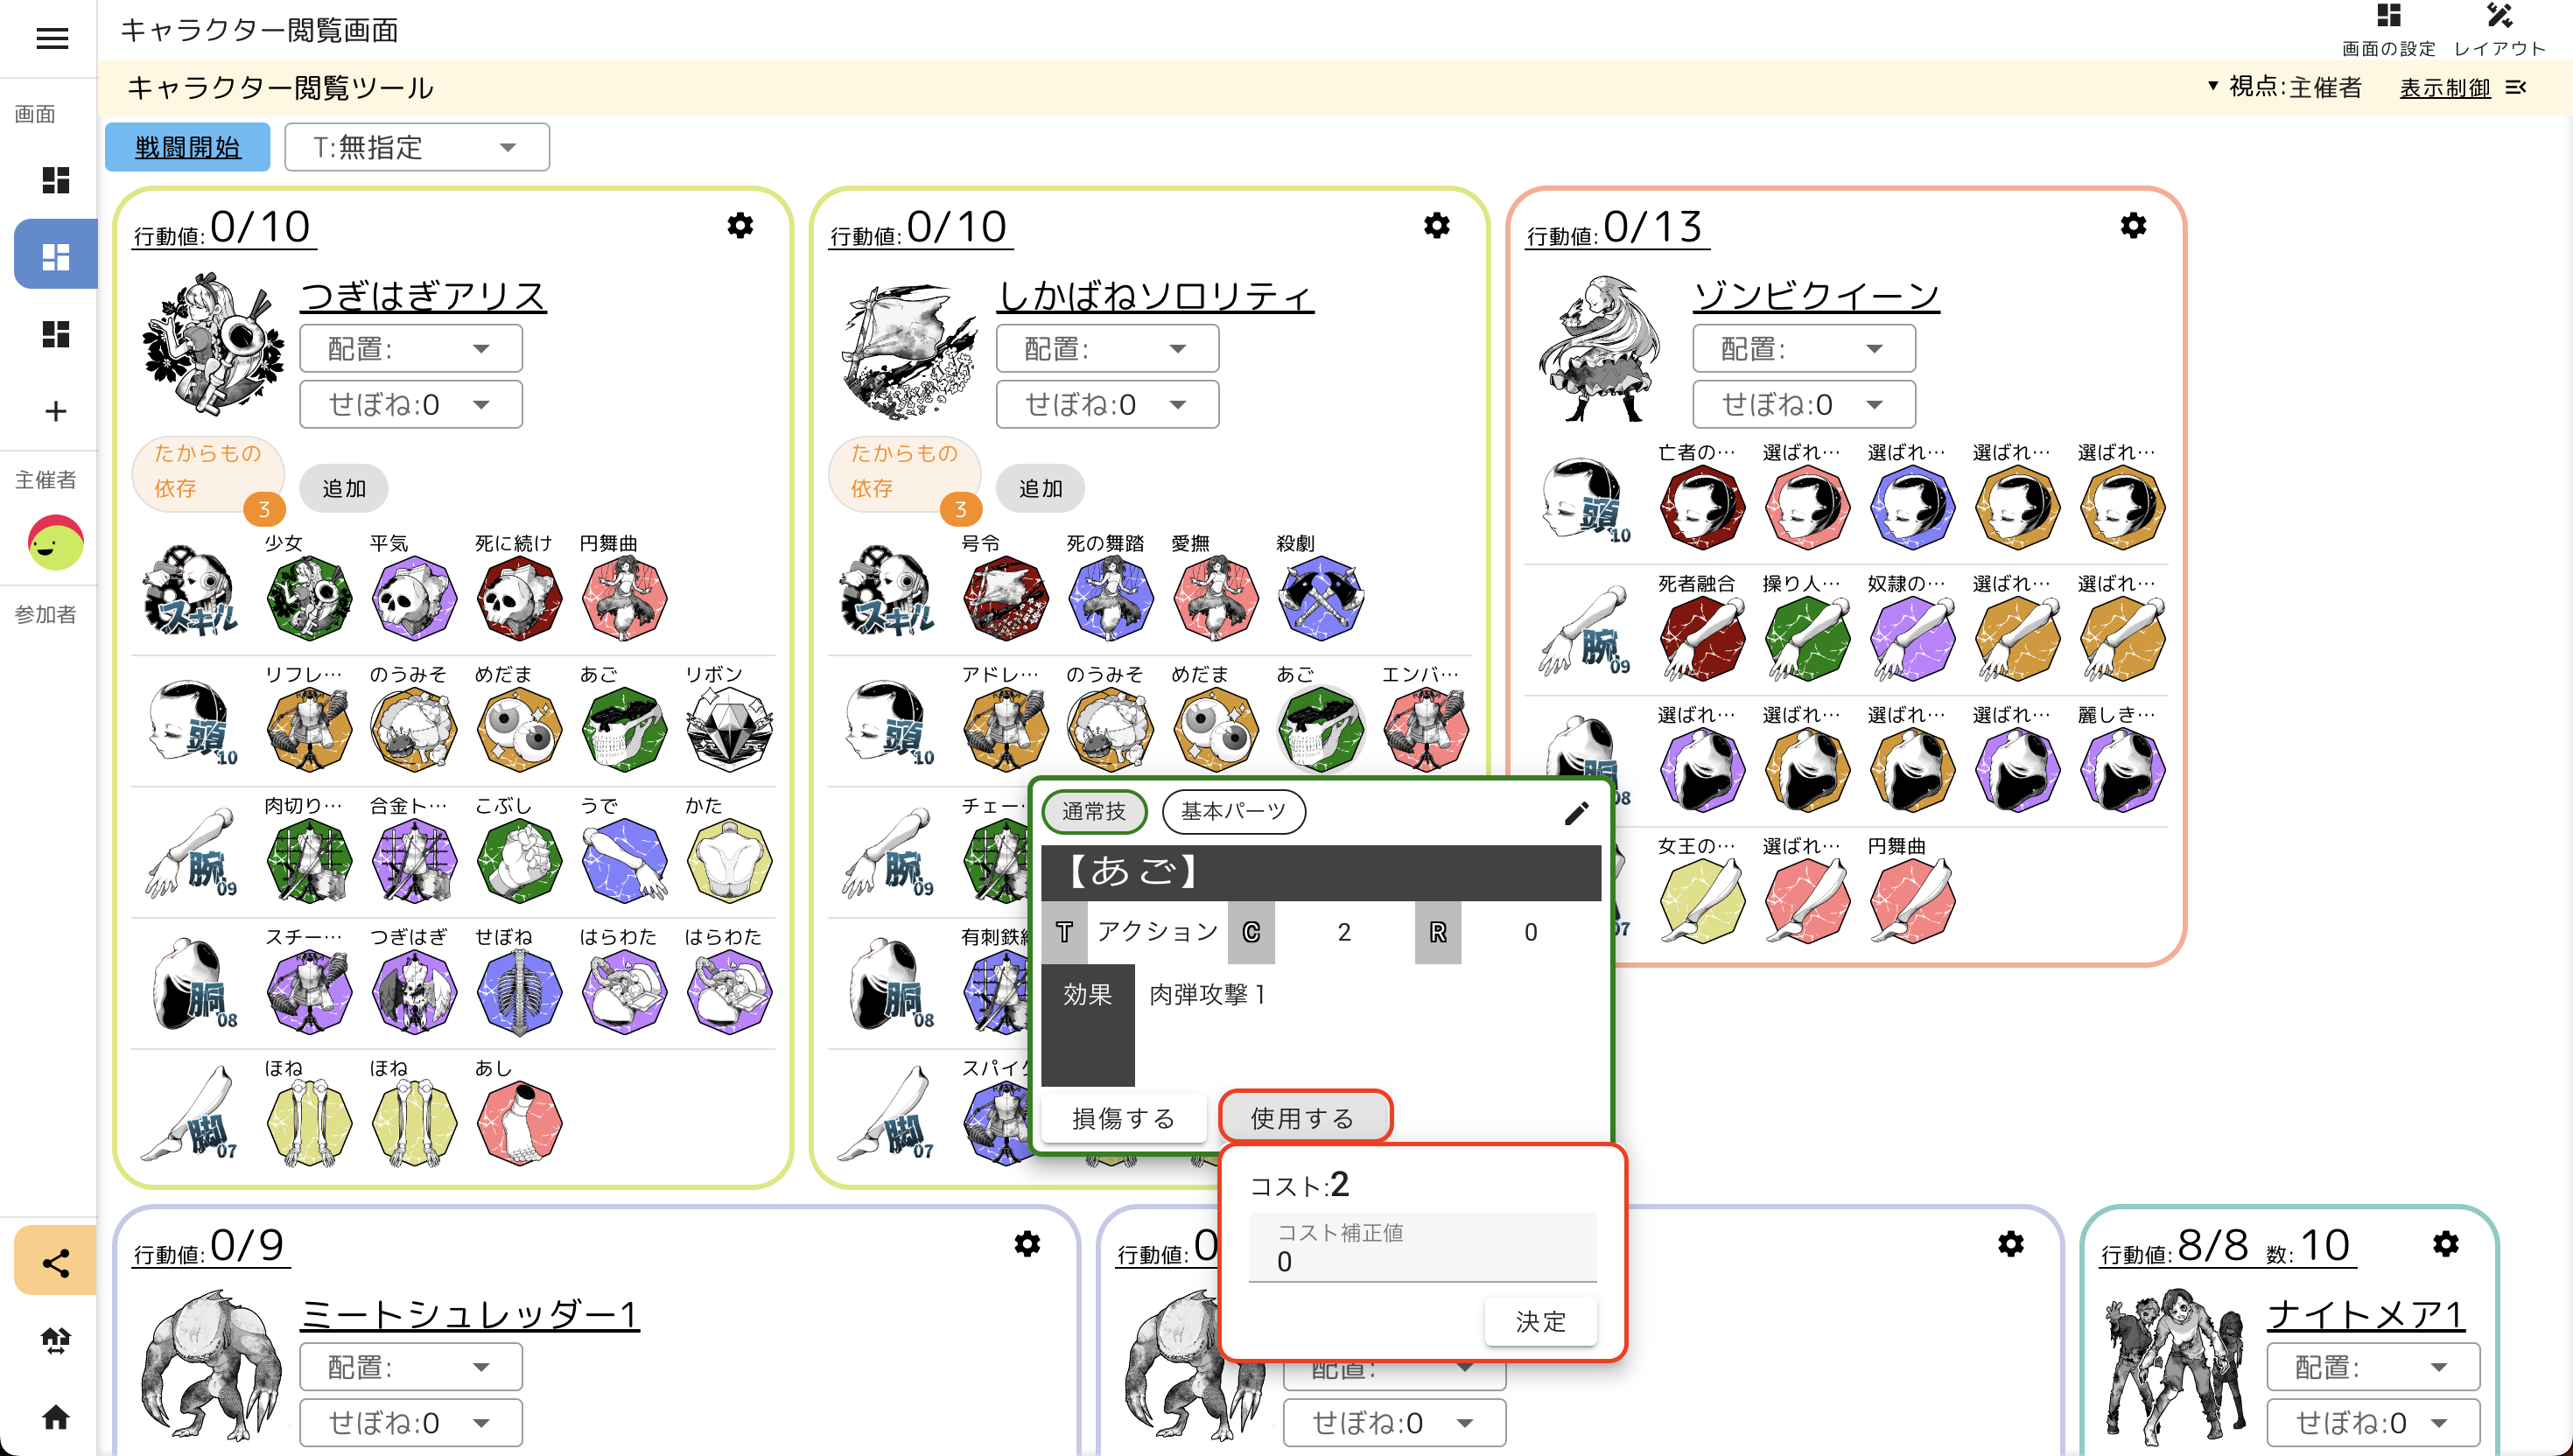 キャラクター閲覧画面
画面の設定
レイアウト
画面
キャラクター閲覧ツール
▼ 視点:主催者
表示制御
戦闘開始
T:無指定
主催者
参加者
行動値:0/10
つぎはぎアリス
配置:
せぼね:0
たからもの
依存
3
追加
スキル
少女
平気
死に続け
円舞曲
頭
10
リフレ…
のうみそ
めだま
あご
リボン
腕
09
肉切り…
合金ト…
こぶし
うで
かた
胴
08
スチー…
つぎはぎ
せぼね
はらわた
はらわた
脚
07
ほね
ほね
あし
行動値:0/10
しかばねソロリティ
配置:
せぼね:0
たからもの
依存
3
追加
スキル
号令
死の舞踏
愛撫
殺劇
頭
10
アドレ…
のうみそ
めだま
あご
エンバ…
腕
09
チェー
胴
08
有刺鉄
脚
07
スパイ
行動値:0/13
ゾンビクイーン
配置:
せぼね:0
頭
10
亡者の…
選ばれ…
選ばれ…
選ばれ…
選ばれ…
腕
09
死者融合
操り人…
奴隷の…
選ばれ…
選ばれ…
胴
08
選ばれ…
選ばれ…
選ばれ…
選ばれ…
麗しき…
07
女王の…
選ばれ…
円舞曲
通常技
基本パーツ
【あご】
T アクション C 2 R 0
効果
肉弾攻撃1
損傷する
使用する
コスト:2
コスト補正値
0
決定
行動値:0/9
ミートシュレッダー1
配置:
せぼね:0
行動値:0
配置:
せぼね:0
行動値:8/8 数:10
ナイトメア1
配置:
せぼね:0